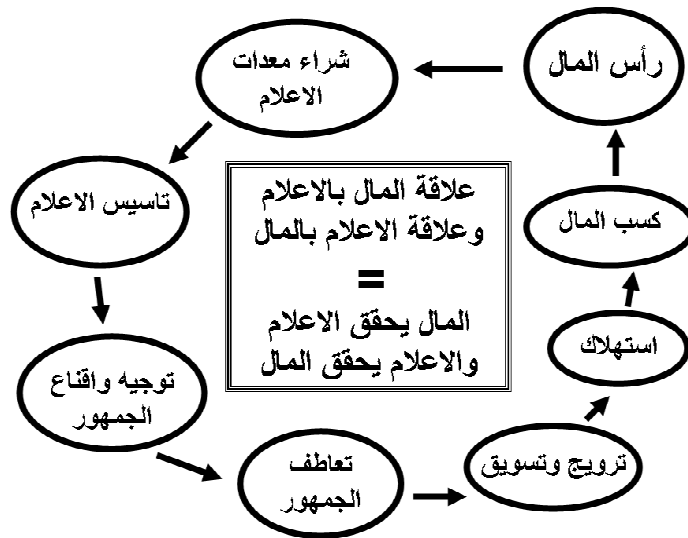 رأس المال
شراء معدات
الاعلام
تاسيس الاعلام
توجيه واقناع
الجمهور
تعاطف
الجمهور
ترويج وتسويق
استهلاك
كسب المال
علاقة المال بالاعلام
وعلاقة الاعلام بالمال
=
المال يحقق الاعلام
والاعلام يحقق المال